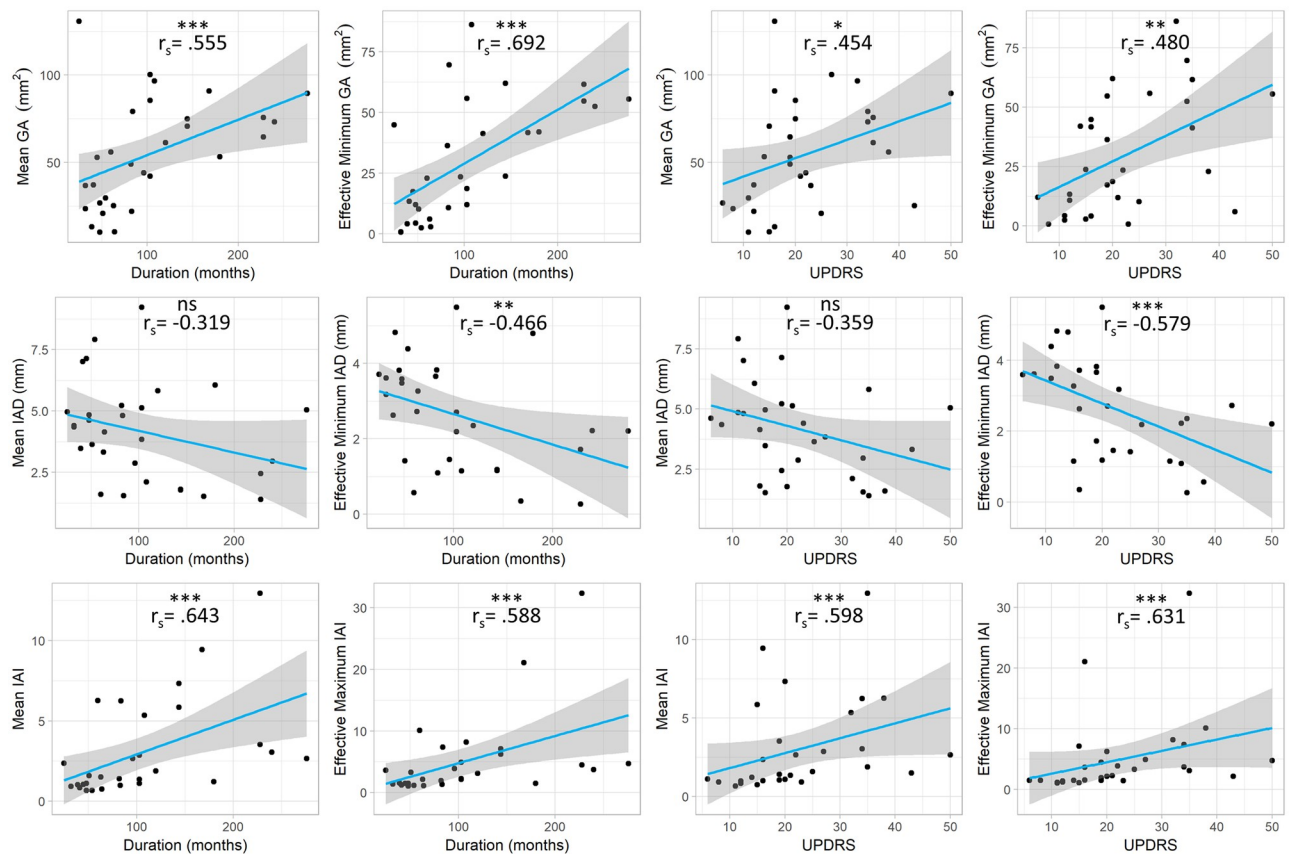 ***
rs= .555
Mean GA (mm2)
100
50
100
200
Duration (months)
***
rs= .692
Effective Minimum GA (mm2)
75
50
25
0
100
200
Duration (months)
*
rs= .454
Mean GA (mm2)
100
50
10
20
30
40
50
UPDRS
**
rs= .480
Effective Minimum GA (mm2)
75
50
25
0
10
20
30
40
50
UPDRS
ns
rs= -0.319
Mean IAD (mm)
7.5
5.0
2.5
100
200
Duration (months)
**
rs= -0.466
Effective Minimum IAD (mm)
4
2
0
100
200
Duration (months)
ns
rs= -0.359
Mean IAD (mm)
7.5
5.0
2.5
10
20
30
40
50
UPDRS
***
rs= -0.579
Effective Minimum IAD (mm)
4
2
0
10
20
30
40
50
UPDRS
***
rs= .643
Mean IAI
10
5
0
100
200
Duration (months)
***
rs= .588
Effective Maximum IAI
30
20
10
0
100
200
Duration (months)
***
rs= .598
Mean IAI
10
5
0
10
20
30
40
50
UPDRS
***
rs= .631
Effective Maximum IAI
30
20
10
0
10
20
30
40
50
UPDRS